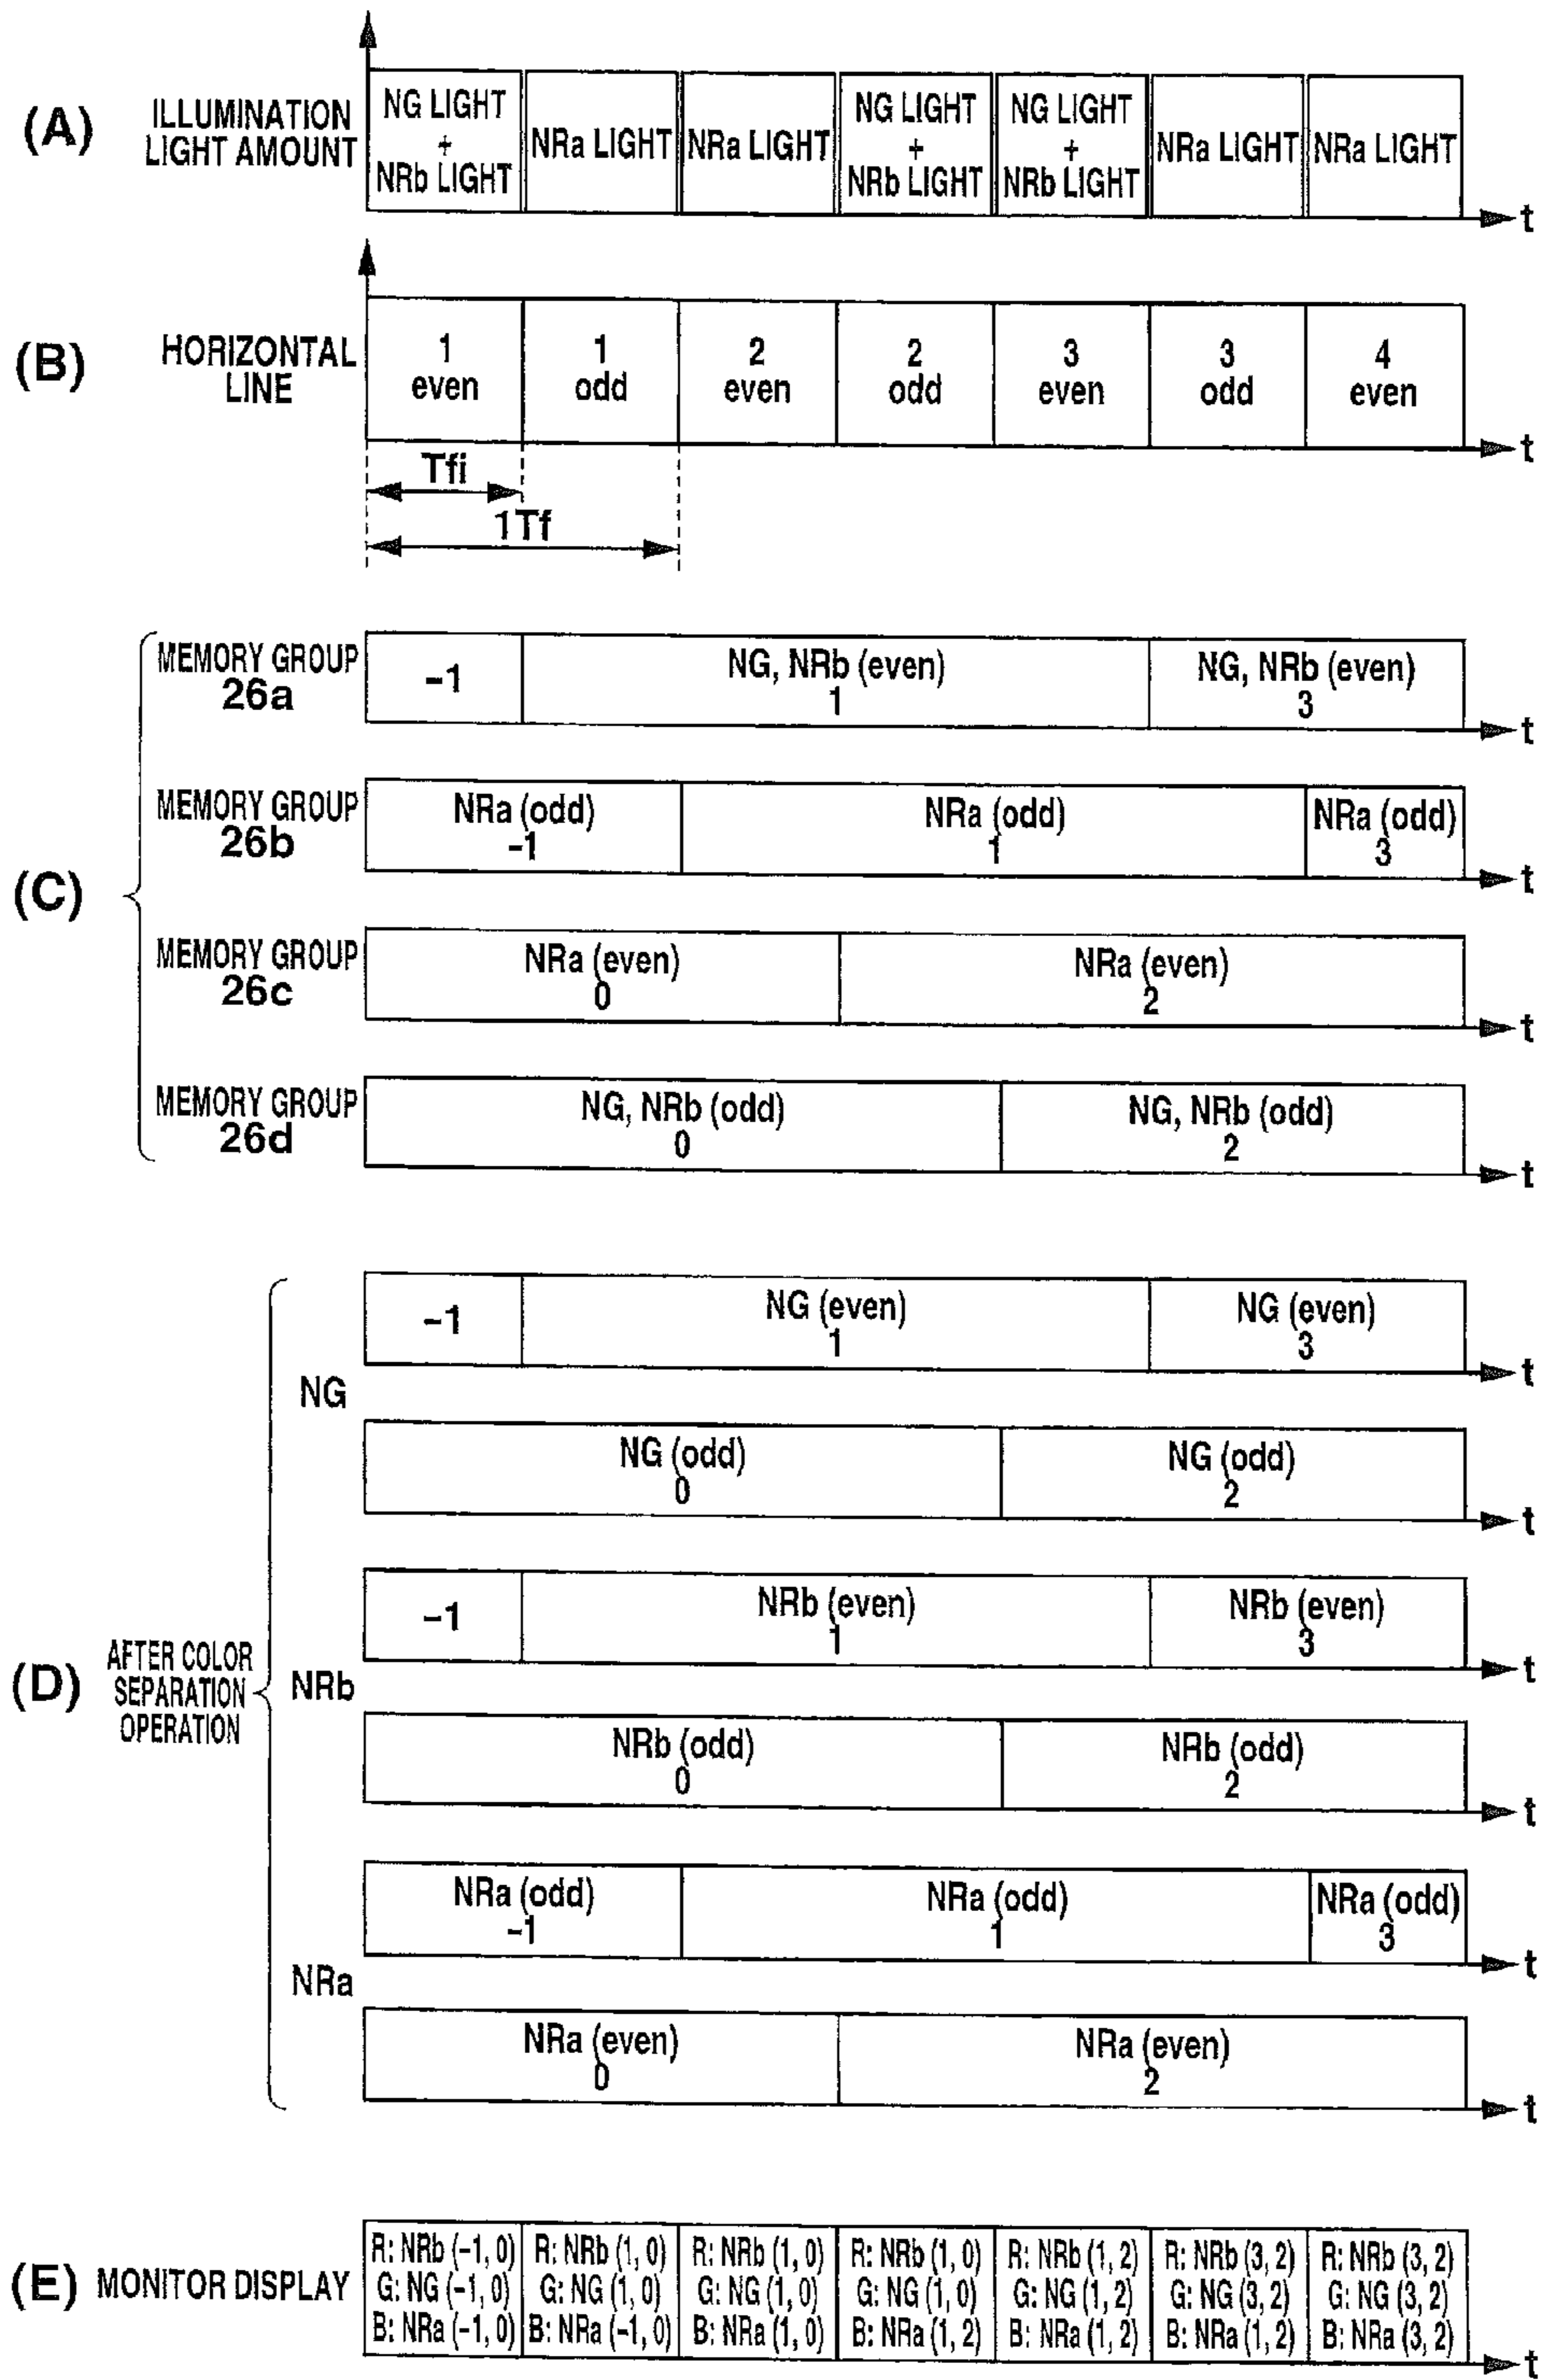 (A)
ILLUMINATION
LIGHT AMOUNT
NG LIGHT
+
NRb LIGHT
NRa LIGHT
NRa LIGHT
NG LIGHT
+
NRb LIGHT
NG LIGHT
+
NRb LIGHT
NRa LIGHT
NRa LIGHT
t
(B)
HORIZONTAL
LINE
1
even
1
odd
2
even
2
odd
3
even
3
odd
4
even
t
Tfi
1Tf
(C)
MEMORY GROUP
26a
-1
NG, NRb (even)
1
NG, NRb (even)
3
t
MEMORY GROUP
26b
NRa (odd)
-1
NRa (odd)
1
NRa (odd)
3
t
MEMORY GROUP
26c
NRa (even)
0
NRa (even)
2
t
MEMORY GROUP
26d
NG, NRb (odd)
0
NG, NRb (odd)
2
t
(D)
AFTER COLOR
SEPARATION
OPERATION
NG
-1
NG (even)
1
NG (even)
3
t
NG (odd)
0
NG (odd)
2
t
NRb
-1
NRb (even)
1
NRb (even)
3
t
NRb (odd)
0
NRb (odd)
2
t
NRa
NRa (odd)
-1
NRa (odd)
1
NRa (odd)
3
t
NRa (even)
0
NRa (even)
2
t
(E)
MONITOR DISPLAY
R: NRb (-1, 0)
G: NG (-1, 0)
B: NRa (-1, 0)
R: NRb (1, 0)
G: NG (1, 0)
B: NRa (-1, 0)
R: NRb (1, 0)
G: NG (1, 0)
B: NRa (1, 0)
R: NRb (1, 0)
G: NG (1, 0)
B: NRa (1, 2)
R: NRb (1, 2)
G: NG (1, 2)
B: NRa (1, 2)
R: NRb (3, 2)
G: NG (3, 2)
B: NRa (1, 2)
R: NRb (3, 2)
G: NG (3, 2)
B: NRa (3, 2)
t